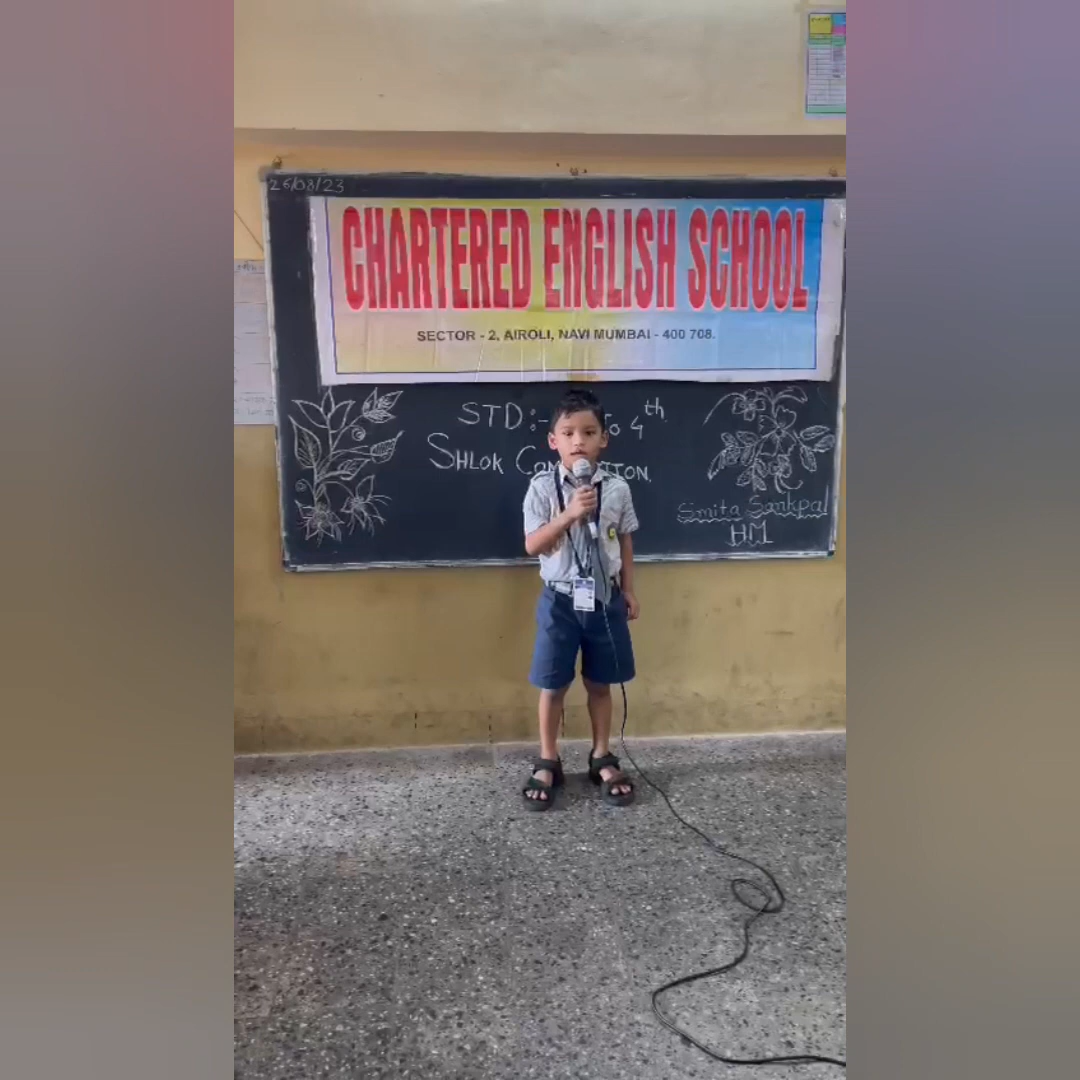 26/08/23
CHARTERED ENGLISH SCHOOL
SECTOR - 2, AIROLI, NAVI MUMBAI - 400 708.
STD:- to 4th
SHLOK
Smita Sankpal
HM